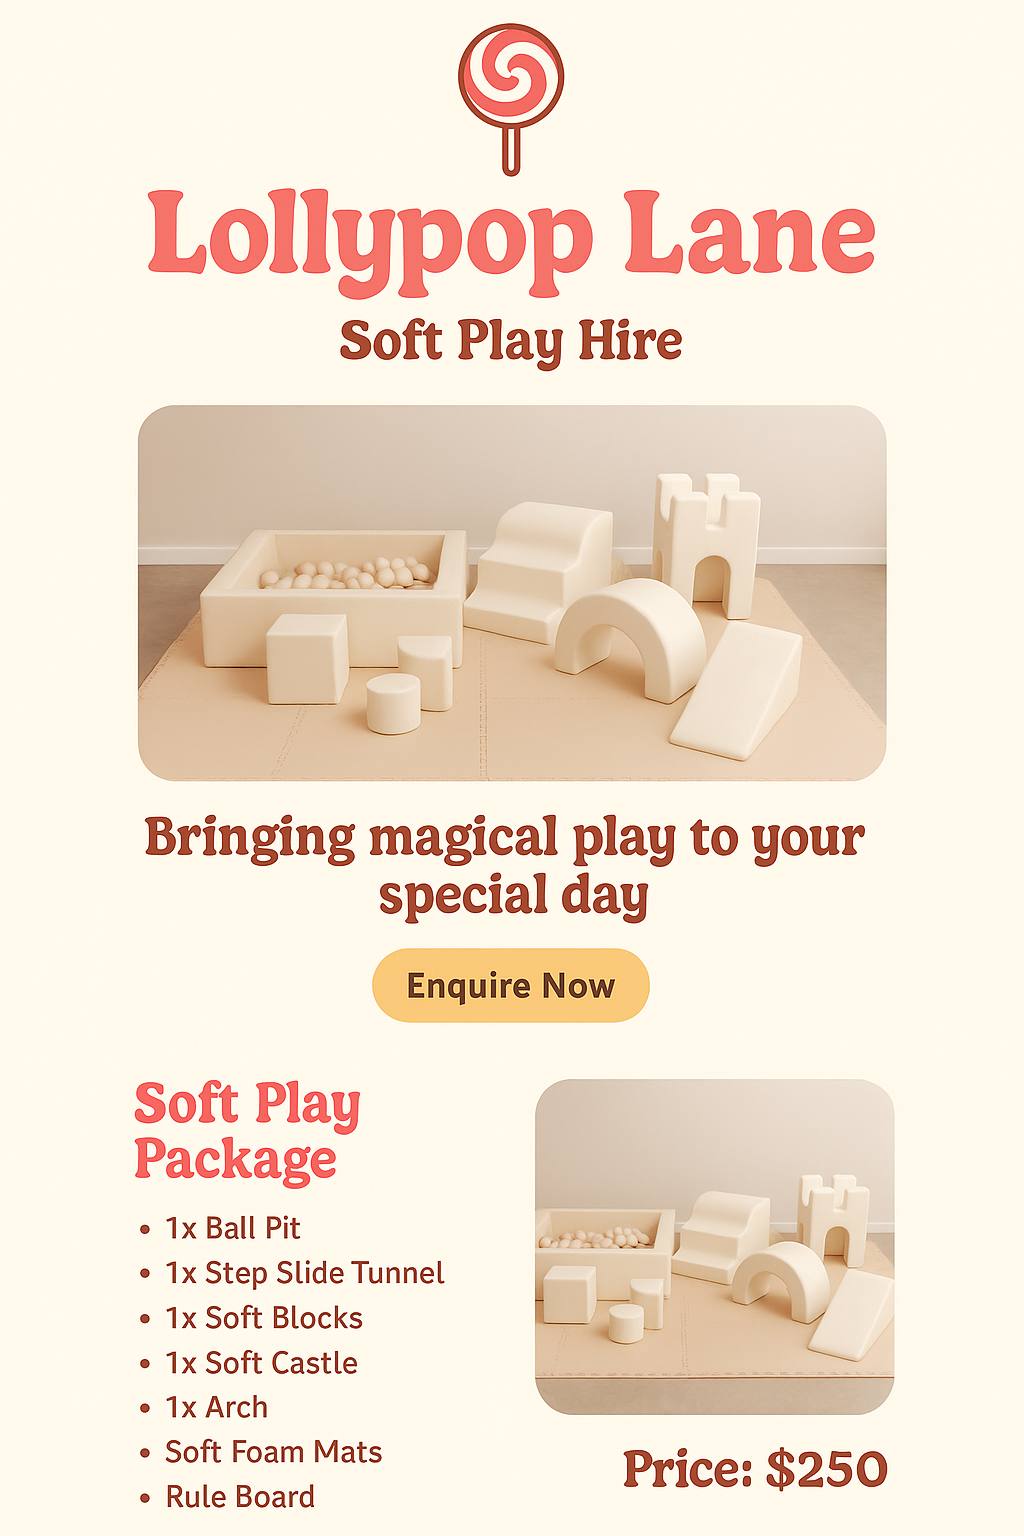 Lollypop Lane
Soft Play Hire
Bringing magical play to your
special day
Enquire Now
Soft Play
Package
• 1x Ball Pit
• 1x Step Slide Tunnel
• 1x Soft Blocks
• 1x Soft Castle
• 1x Arch
• Soft Foam Mats
• Rule Board
Price: $250